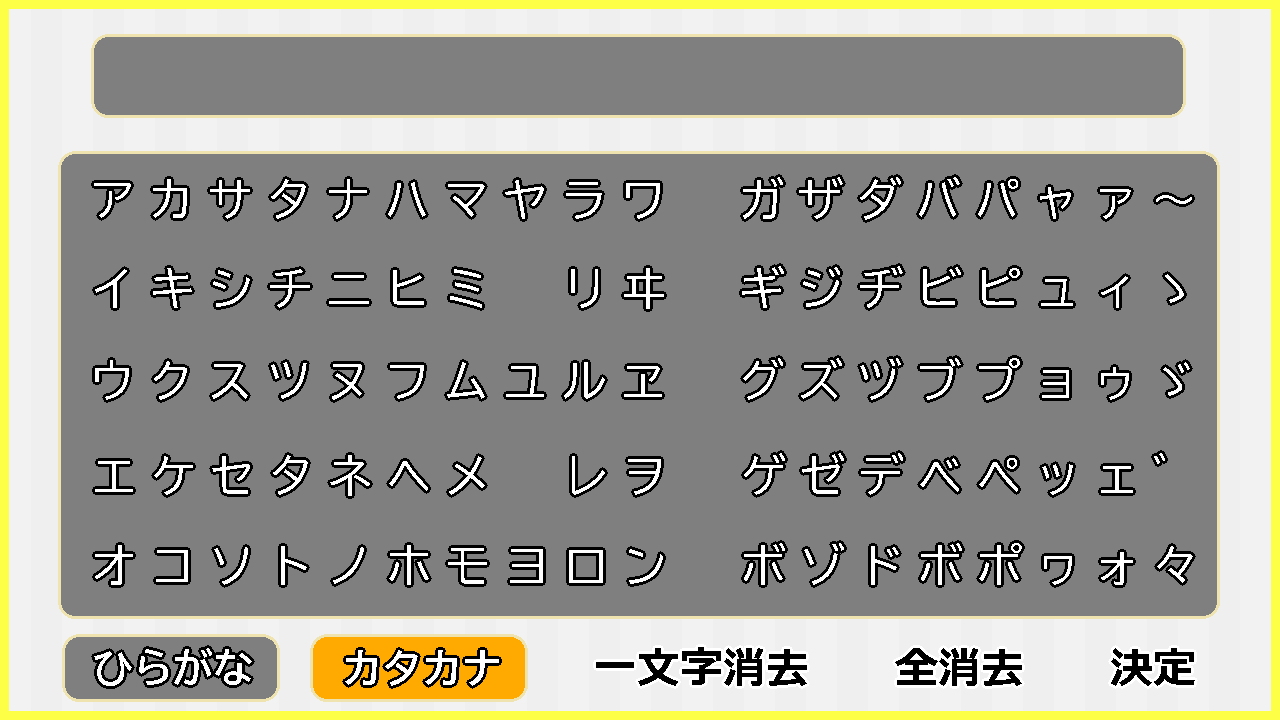 アカサタナハマヤラワ ガザダバパャァ～
イキシチニヒミ リヰ ギジヂビピュィゝ
ウクスツヌフムユルヱ グズヅブプョゥゞ
エケセタネヘメ レヲ ゲゼデベペッェ゛
オコソトノホモヨロン ボゾドボポヮォ々
ひらがな カタカナ 一文字消去 全消去 決定